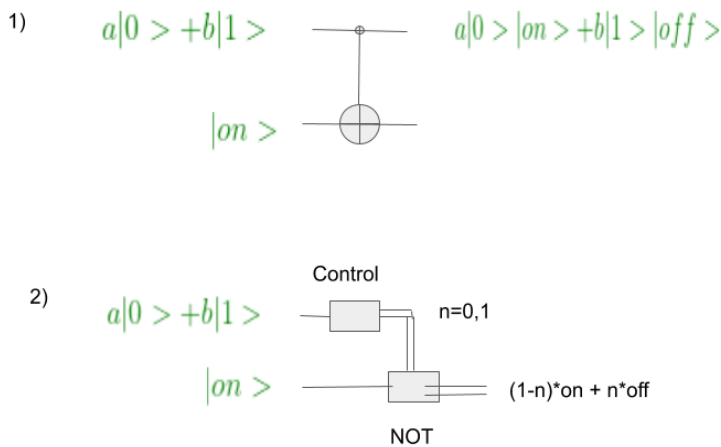 1) a|0 > +b|1 > a|0 > |on > +b|1 > |off >
|on >
Control
2) a|0 > +b|1 > n=0,1
|on > (1-n)*on + n*off
NOT